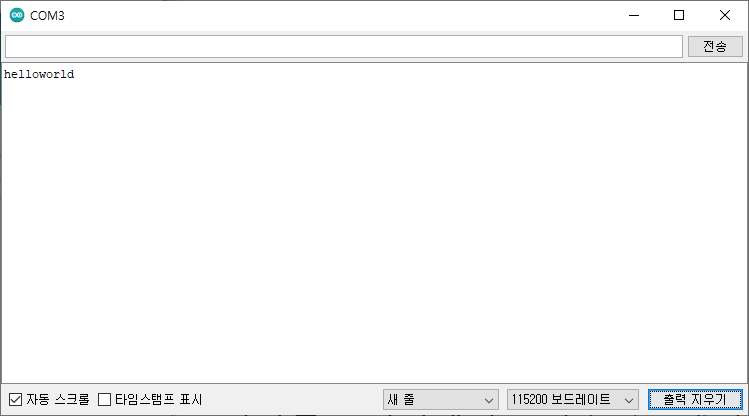 COM3
전송
helloworld
자동 스크롤 타임스탬프 표시 새 줄 115200 보드레이트 출력 지우기